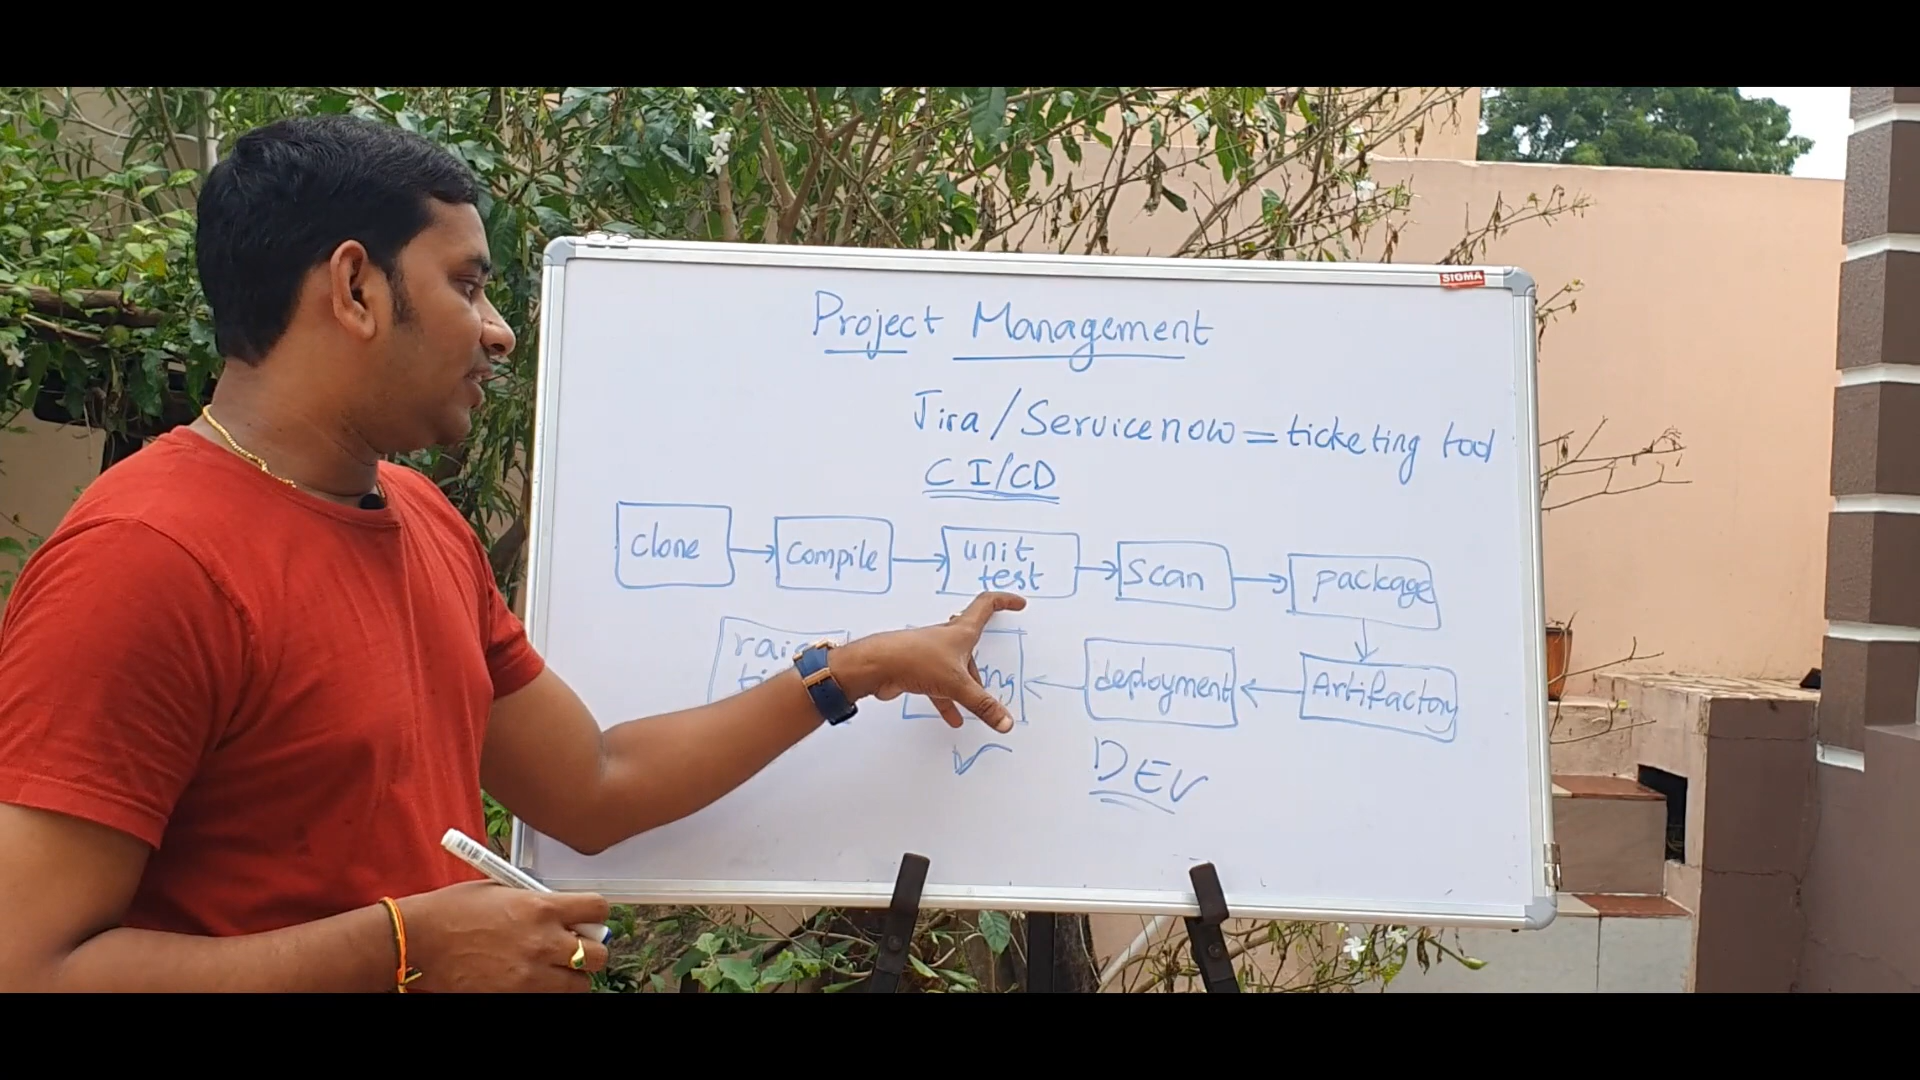 SIGMA
Project Management
Jira / Servicenow = ticketing tool
CI/CD
clone
compile
unit
test
scan
package
Artifactory
deployment
DEV